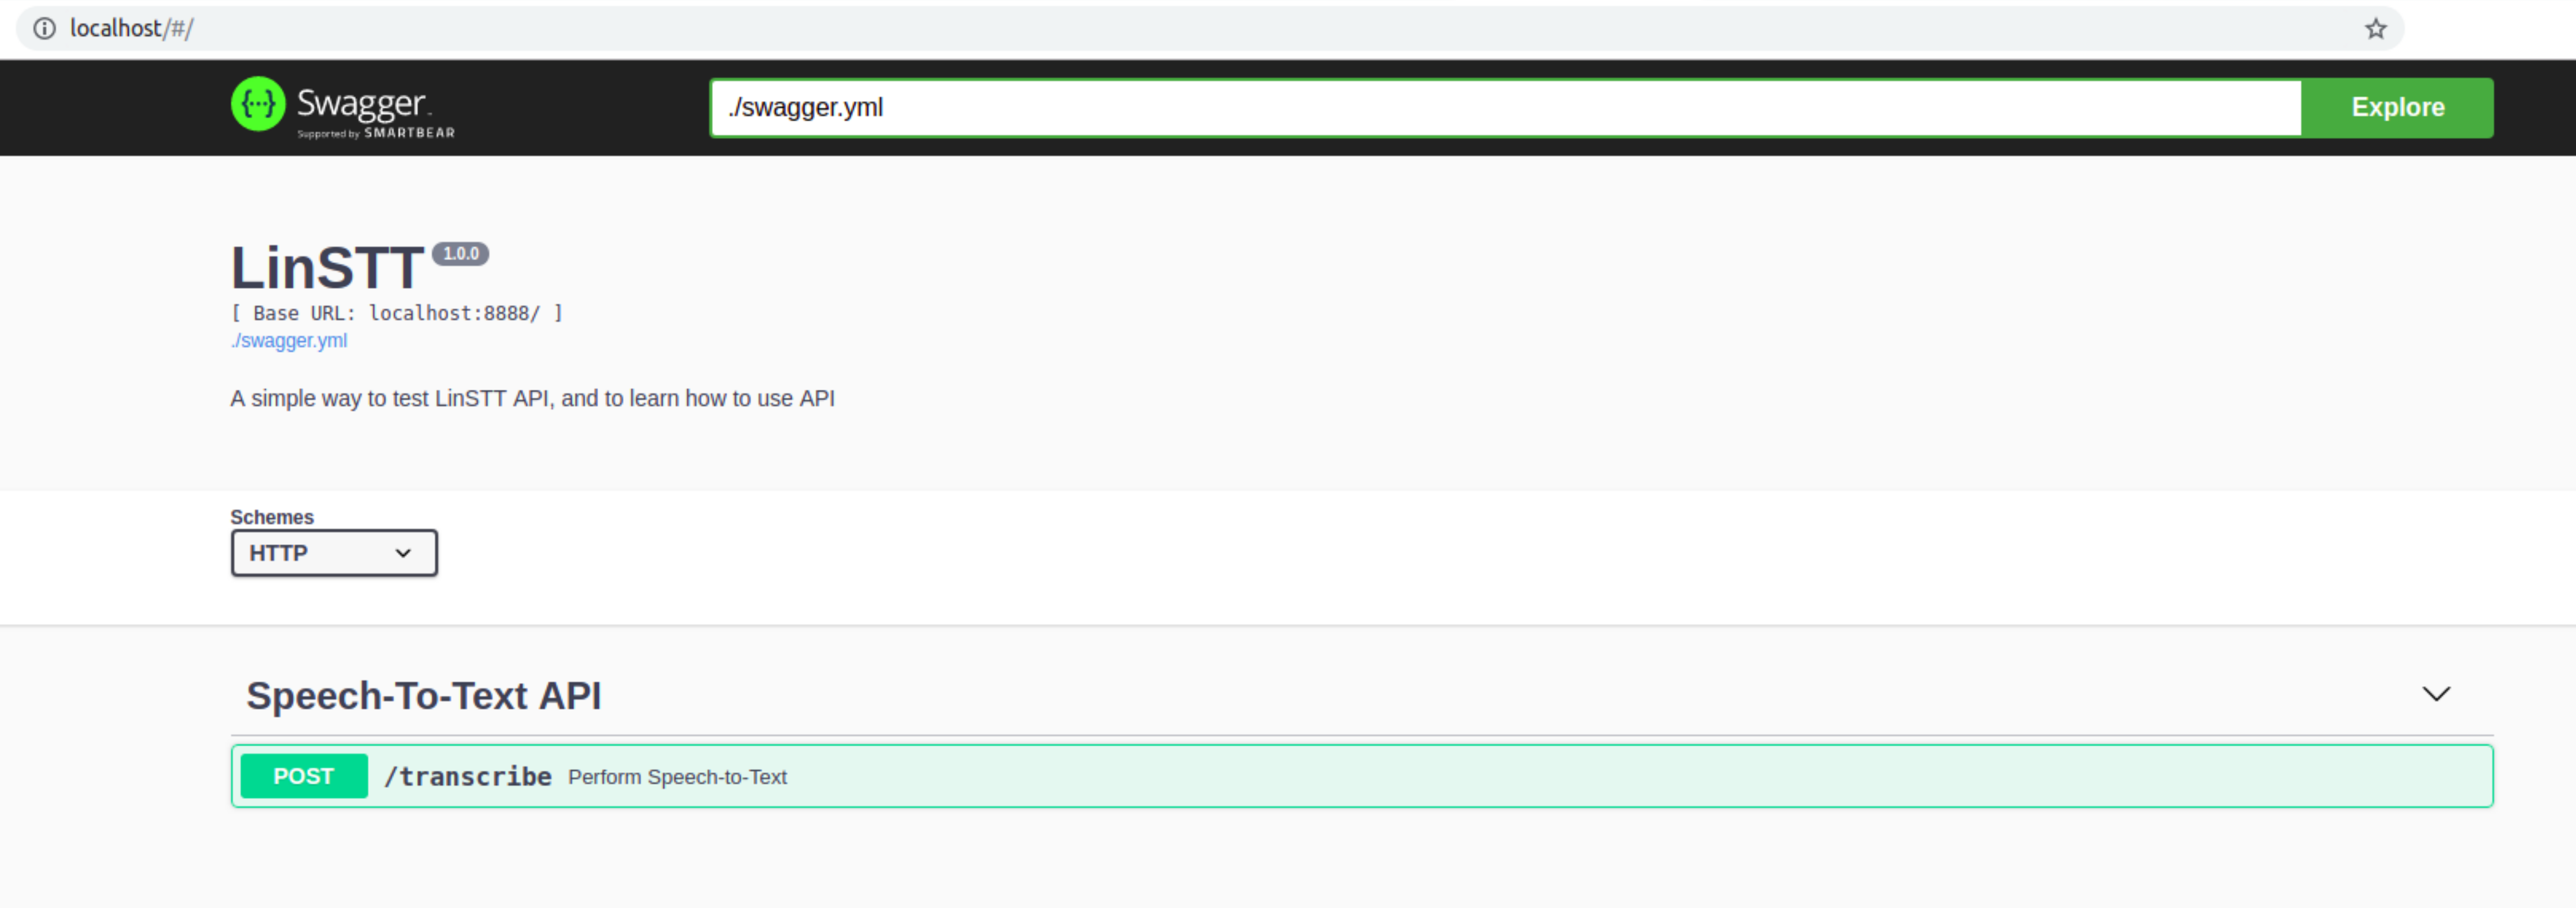 localhost/#/
{···} Swagger.
Supported by SMARTBEAR
./swagger.yml
Explore
LinSTT 1.0.0
[ Base URL: localhost:8888/ ]
./swagger.yml
A simple way to test LinSTT API, and to learn how to use API
Schemes
HTTP
Speech-To-Text API
POST /transcribe Perform Speech-to-Text